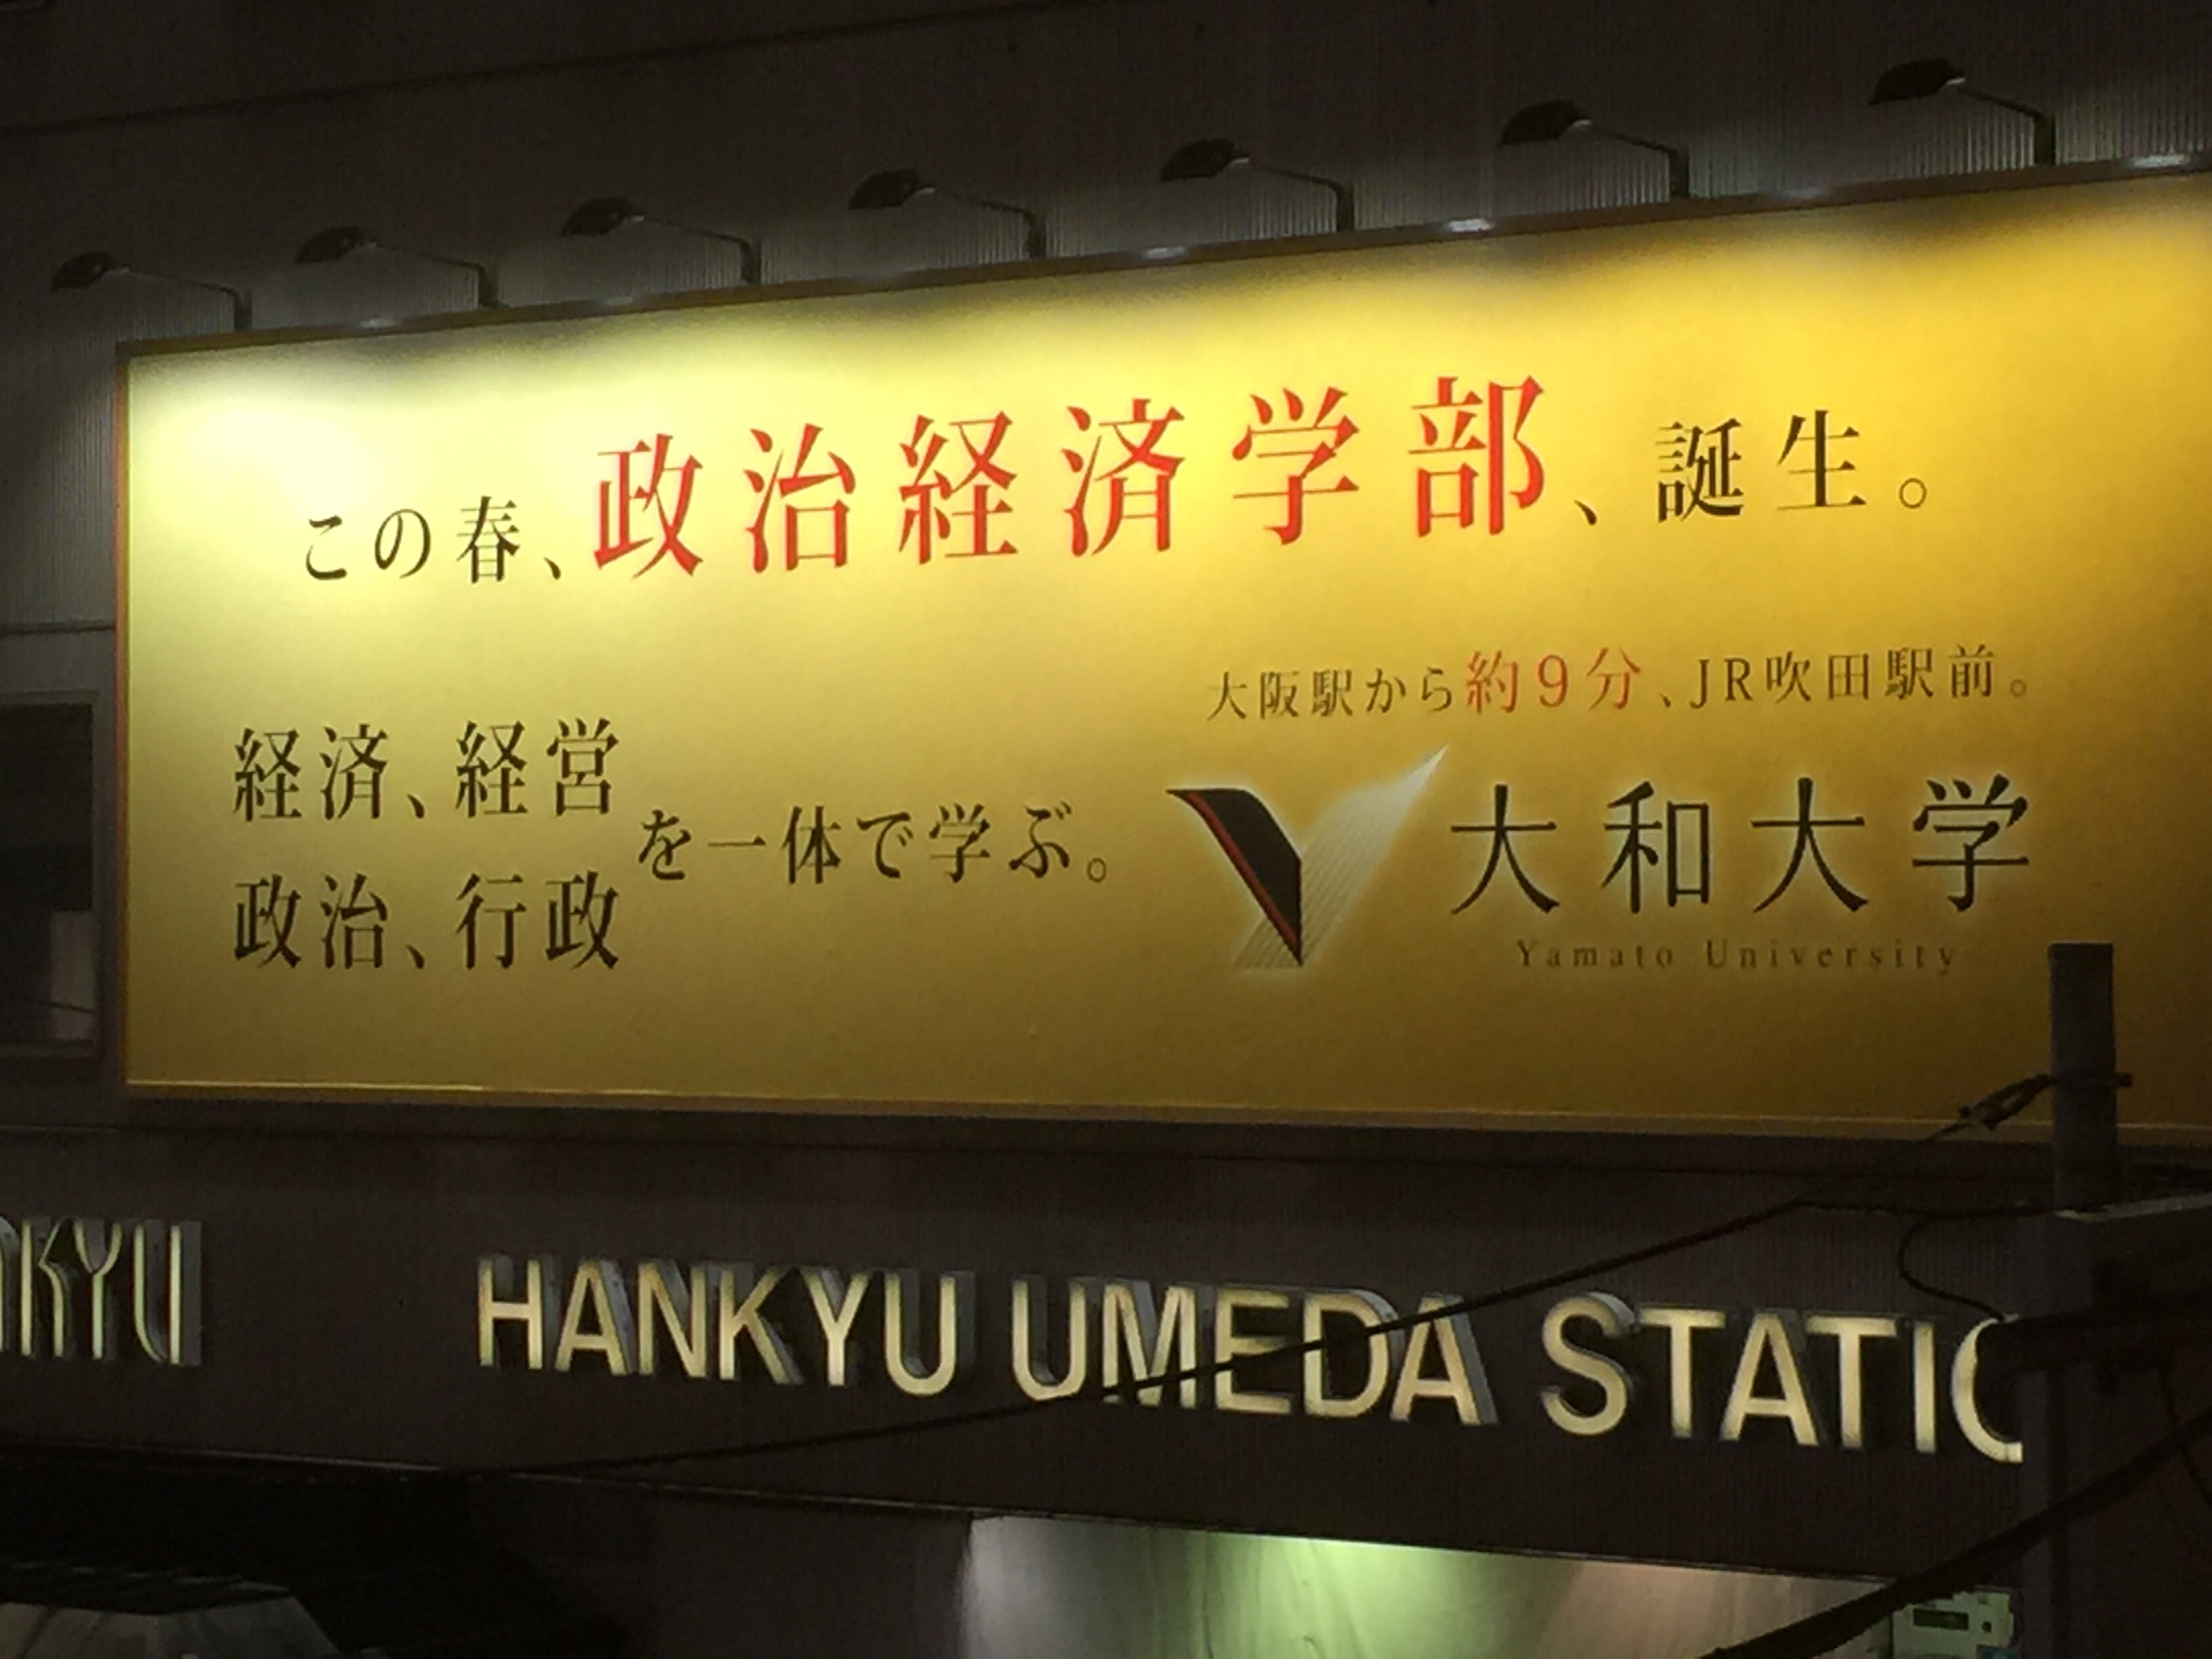 この春、政治経済学部、誕生。
大阪駅から約9分、JR吹田駅前。
経済、経営
政治、行政
を一体で学ぶ。
大和大学
Yamato University
HANKYU UMEDA STATIO